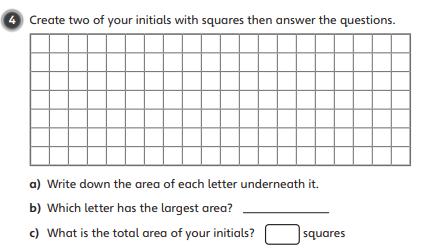 4 Create two of your initials with squares then answer the questions.
a) Write down the area of each letter underneath it.
b) Which letter has the largest area?
c) What is the total area of your initials? squares